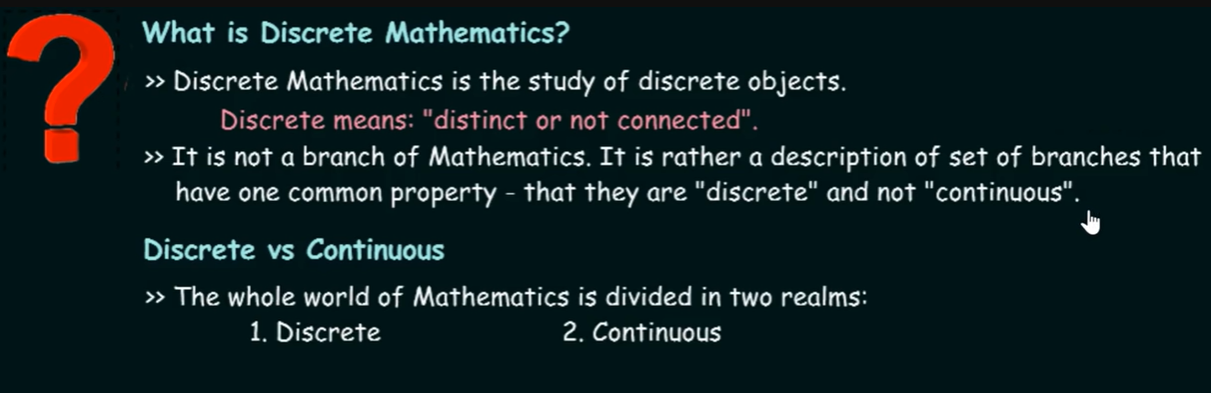 What is Discrete Mathematics?
>> Discrete Mathematics is the study of discrete objects.
Discrete means: "distinct or not connected".
>> It is not a branch of Mathematics. It is rather a description of set of branches that
have one common property - that they are "discrete" and not "continuous".
Discrete vs Continuous
>> The whole world of Mathematics is divided in two realms:
1. Discrete 2. Continuous